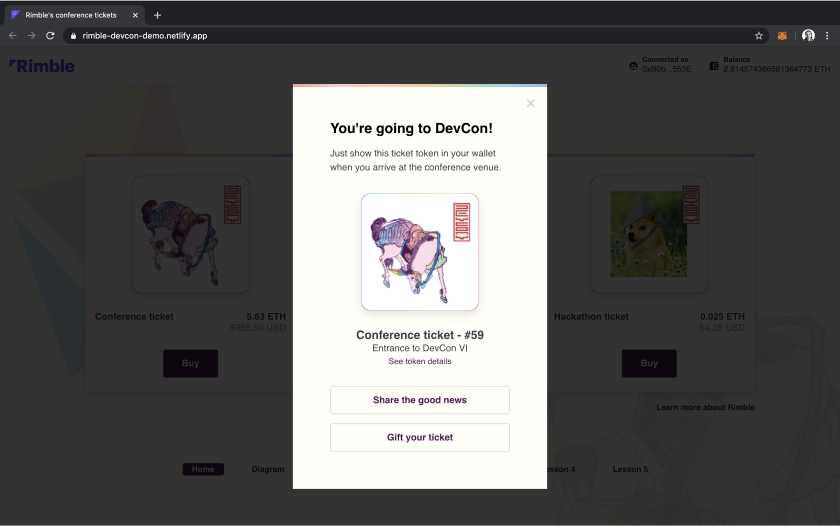 Rimble's conference tickets
rimble-devcon-demo.netlify.app
Rimble
Connected as
0xB0b...553E
Balance
2.914574386581364773 ETH
You're going to DevCon!
Just show this ticket token in your wallet
when you arrive at the conference venue.
Conference ticket - #59
Entrance to DevCon VI
See token details
Share the good news
Gift your ticket
Conference ticket
5.63 ETH
$986.59 USD
Buy
Hackathon ticket
0.025 ETH
$4.38 USD
Buy
Learn more about Rimble
Home
Diagram
sson 4
Lesson 5